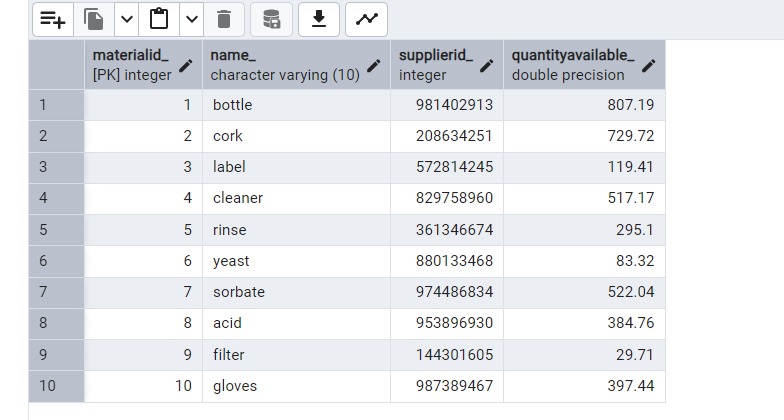 materialid_ name_ supplierid_ quantityavailable_
[PK] integer character varying (10) integer double precision
1 1 bottle 981402913 807.19
2 2 cork 208634251 729.72
3 3 label 572814245 119.41
4 4 cleaner 829758960 517.17
5 5 rinse 361346674 295.1
6 6 yeast 880133468 83.32
7 7 sorbate 974486834 522.04
8 8 acid 953896930 384.76
9 9 filter 144301605 29.71
10 10 gloves 987389467 397.44